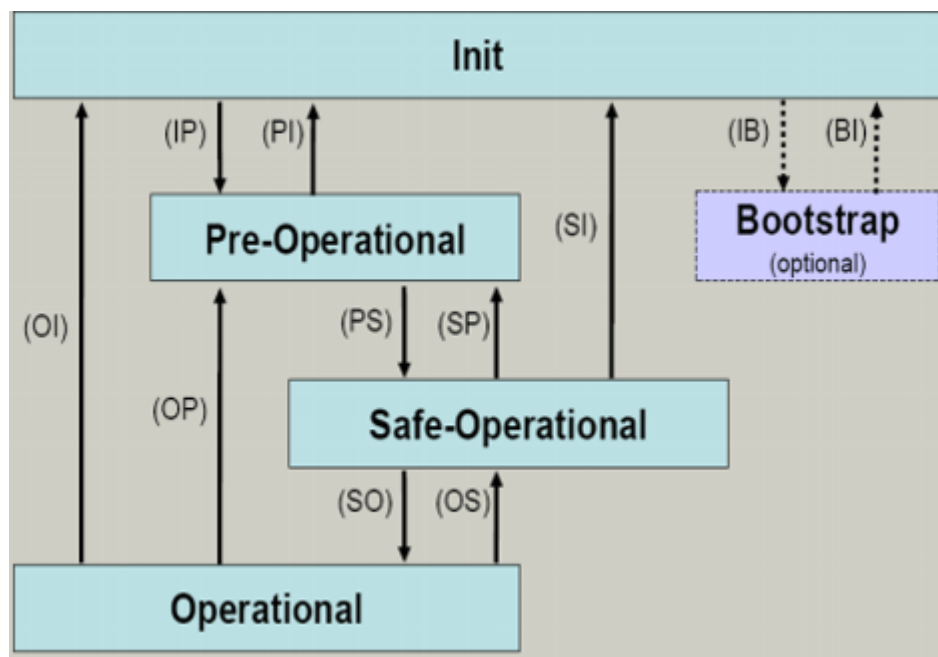 Init
(IP)
(PI)
(IB)
(BI)
Pre-Operational
(SI)
Bootstrap
(optional)
(OI)
(PS)
(SP)
(OP)
Safe-Operational
(SO)
(OS)
Operational